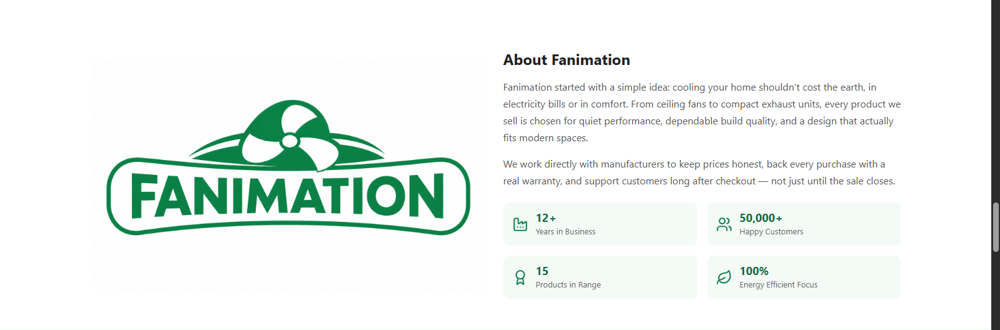 FANIMATION
About Fanimation
Fanimation started with a simple idea: cooling your home shouldn't cost the earth, in
electricity bills or in comfort. From ceiling fans to compact exhaust units, every product we
sell is chosen for quiet performance, dependable build quality, and a design that actually
fits modern spaces.
We work directly with manufacturers to keep prices honest, back every purchase with a
real warranty, and support customers long after checkout — not just until the sale closes.
12+
Years in Business
50,000+
Happy Customers
15
Products in Range
100%
Energy Efficient Focus